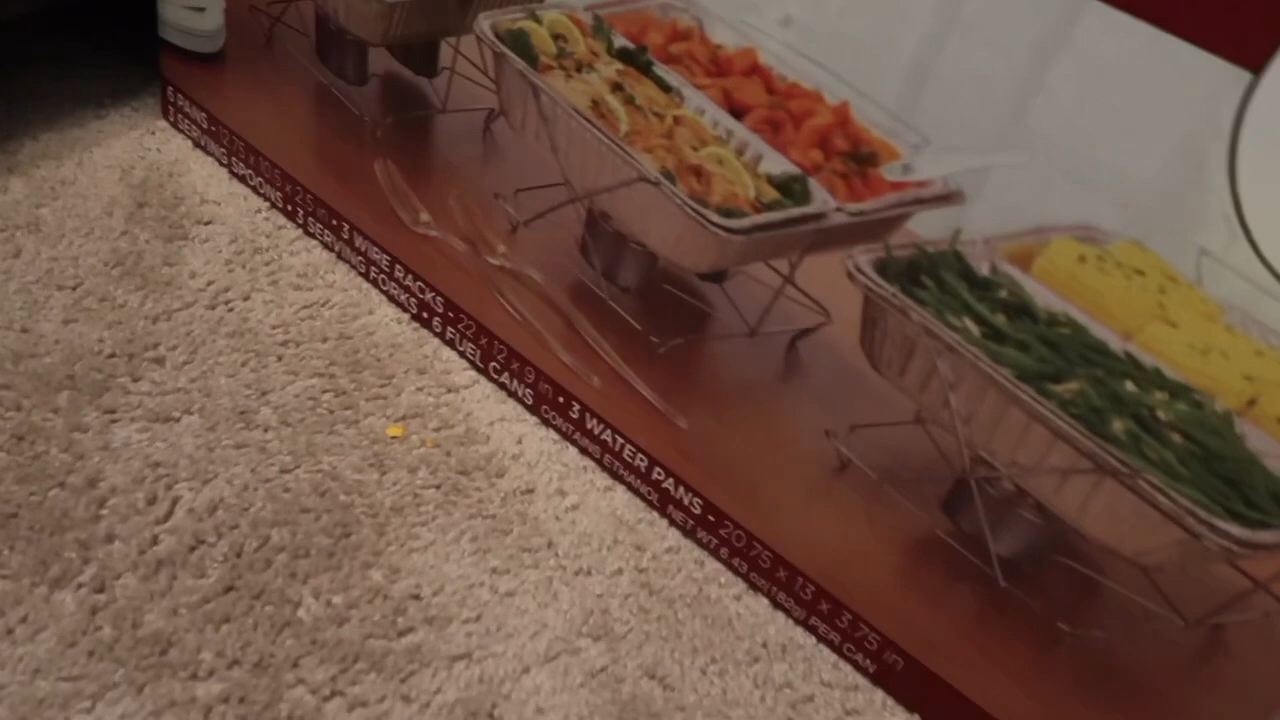 6 PANS - 12.75 x 10.5 x 2.5 in • 3 WIRE RACKS - 22 x 12 x 9 in • 3 WATER PANS - 20.75 x 13 x 3.75 in
3 SERVING SPOONS • 3 SERVING FORKS • 6 FUEL CANS CONTAINS ETHANOL NET WT 6.43 oz(182g) PER CAN